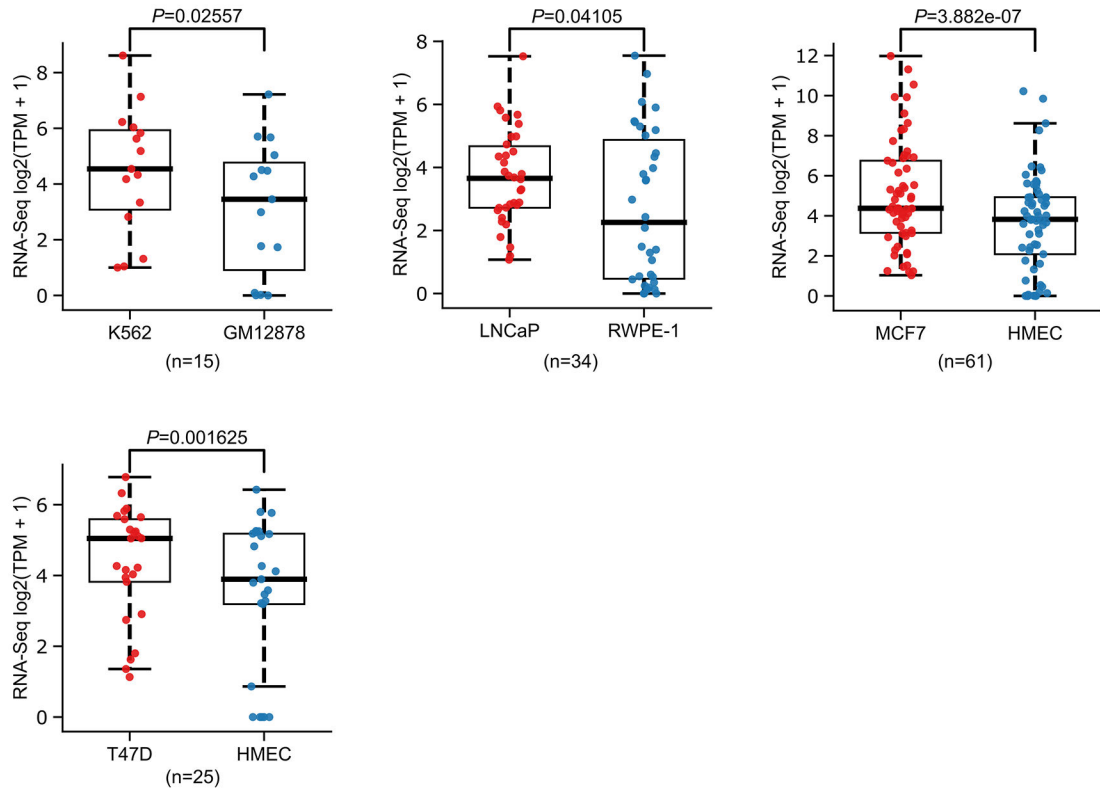 P=0.02557
RNA-Seq log2(TPM + 1)
8
6
4
2
0
K562
GM12878
(n=15)
P=0.04105
RNA-Seq log2(TPM + 1)
8
6
4
2
0
LNCaP
RWPE-1
(n=34)
P=3.882e-07
RNA-Seq log2(TPM + 1)
12
10
8
6
4
2
0
MCF7
HMEC
(n=61)
P=0.001625
RNA-Seq log2(TPM + 1)
6
4
2
0
T47D
HMEC
(n=25)